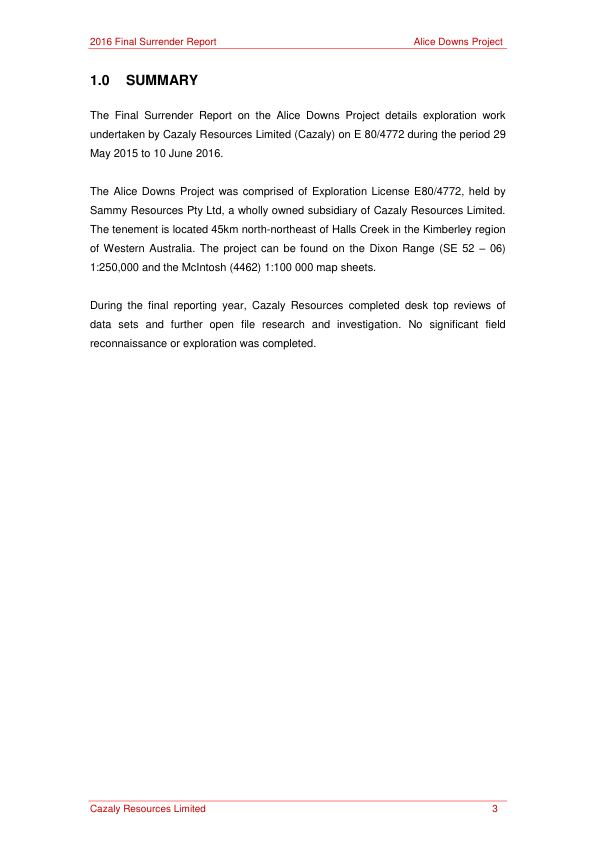 2016 Final Surrender Report Alice Downs Project
1.0 SUMMARY
The Final Surrender Report on the Alice Downs Project details exploration work
undertaken by Cazaly Resources Limited (Cazaly) on E 80/4772 during the period 29
May 2015 to 10 June 2016.
The Alice Downs Project was comprised of Exploration License E80/4772, held by
Sammy Resources Pty Ltd, a wholly owned subsidiary of Cazaly Resources Limited.
The tenement is located 45km north-northeast of Halls Creek in the Kimberley region
of Western Australia. The project can be found on the Dixon Range (SE 52 – 06)
1:250,000 and the McIntosh (4462) 1:100 000 map sheets.
During the final reporting year, Cazaly Resources completed desk top reviews of
data sets and further open file research and investigation. No significant field
reconnaissance or exploration was completed.
Cazaly Resources Limited 3